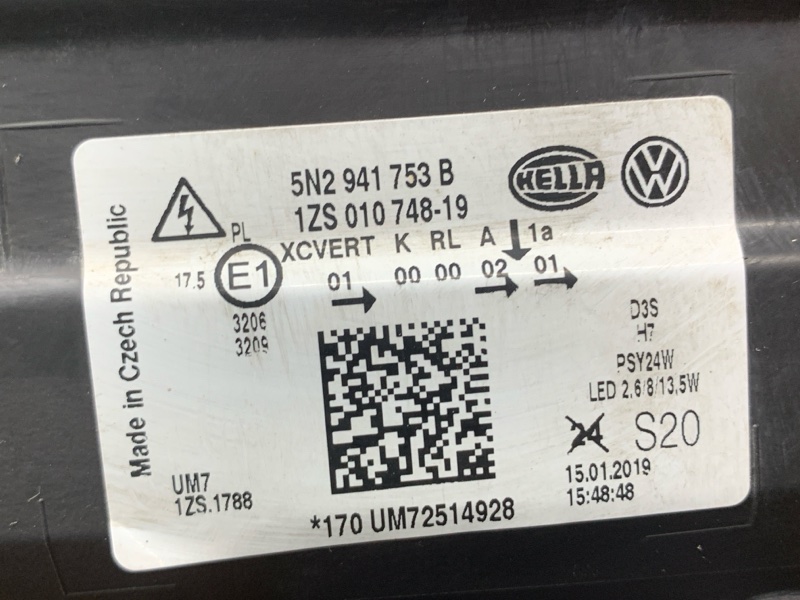 5N2 941 753 B
1ZS 010 748-19
HELLA
PL
XCVERT K RL A 1a
17.5 E1 01 00 00 02 01
3206
3209
D3S
H7
PSY24W
LED 2,6/8/13,5W
24 S20
15.01.2019
15:48:48
UM7
1ZS.1788
*170 UM72514928
Made in Czech Republic